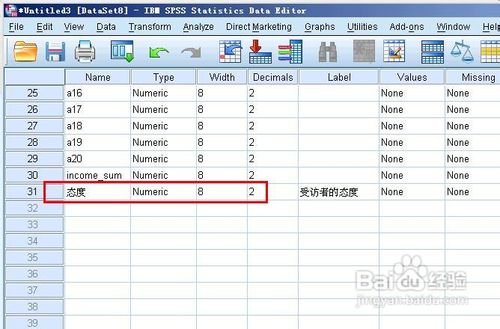 *Untitled3 [DataSet8] - IBM SPSS Statistics Data Editor
File Edit View Data Transform Analyze Direct Marketing Graphs Utilities Add-ons Window Help
Name Type Width Decimals Label Values Missing
25 a16 Numeric 8 2 None None
26 a17 Numeric 8 2 None None
27 a18 Numeric 8 2 None None
28 a19 Numeric 8 2 None None
29 a20 Numeric 8 2 None None
30 income_sum Numeric 8 2 None None
31 态度 Numeric 8 2 受访者的态度 None None
32
33
34
35
36
37
38
39
Baidu 经验
jingyan.baidu.com